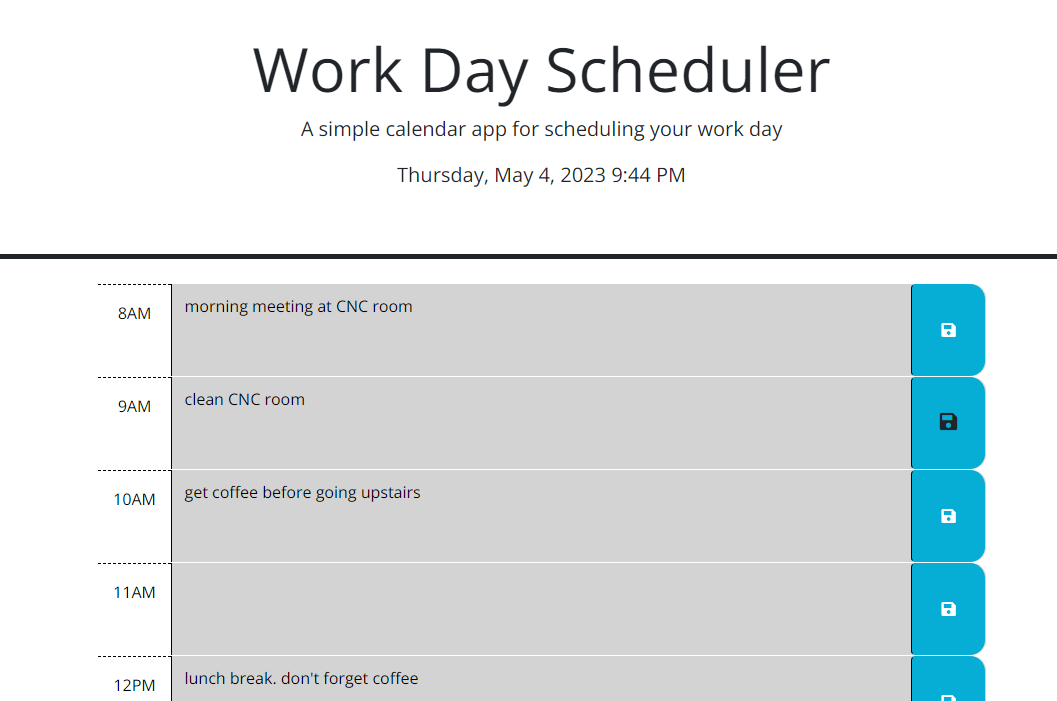 Work Day Scheduler
A simple calendar app for scheduling your work day
Thursday, May 4, 2023 9:44 PM
8AM
morning meeting at CNC room
9AM
clean CNC room
10AM
get coffee before going upstairs
11AM
12PM
lunch break. don't forget coffee